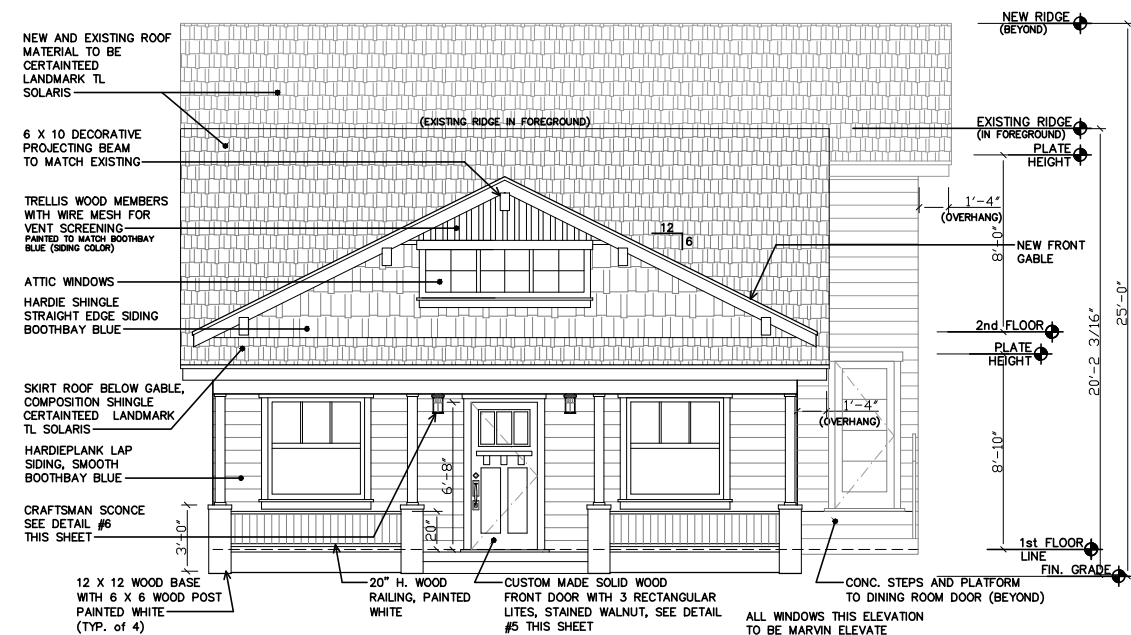 NEW AND EXISTING ROOF
MATERIAL TO BE
CERTAINTEED
LANDMARK TL
SOLARIS
6 X 10 DECORATIVE
PROJECTING BEAM
TO MATCH EXISTING
TRELLIS WOOD MEMBERS
WITH WIRE MESH FOR
VENT SCREENING
PAINTED TO MATCH BOOTHBAY
BLUE (SIDING COLOR)
ATTIC WINDOWS
HARDIE SHINGLE
STRAIGHT EDGE SIDING
BOOTHBAY BLUE
SKIRT ROOF BELOW GABLE,
COMPOSITION SHINGLE
CERTAINTEED LANDMARK
TL SOLARIS
HARDIEPLANK LAP
SIDING, SMOOTH
BOOTHBAY BLUE
CRAFTSMAN SCONCE
SEE DETAIL #6
THIS SHEET
3'-0"
12 X 12 WOOD BASE
WITH 6 X 6 WOOD POST
PAINTED WHITE
(TYP. of 4)
(EXISTING RIDGE IN FOREGROUND)
12
6
6'-8"
20"
20" H. WOOD
RAILING, PAINTED
WHITE
CUSTOM MADE SOLID WOOD
FRONT DOOR WITH 3 RECTANGULAR
LITES, STAINED WALNUT, SEE DETAIL
#5 THIS SHEET
NEW RIDGE
(BEYOND)
EXISTING RIDGE
(IN FOREGROUND)
PLATE
HEIGHT
1'-4"
(OVERHANG)
8'-0"
NEW FRONT
GABLE
2nd FLOOR
PLATE
HEIGHT
20'-2 3/16"
25'-0"
1'-4"
(OVERHANG)
8'-10"
1st FLOOR
LINE
FIN. GRADE
CONC. STEPS AND PLATFORM
TO DINING ROOM DOOR (BEYOND)
ALL WINDOWS THIS ELEVATION
TO BE MARVIN ELEVATE